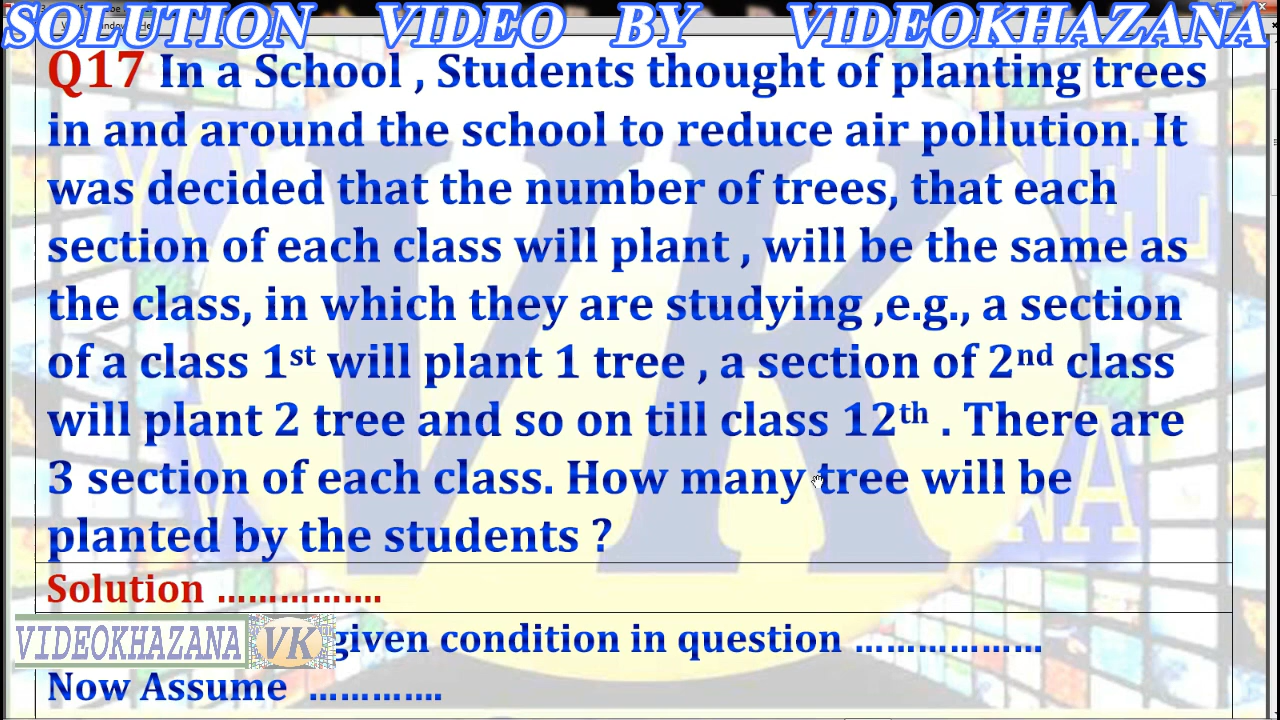 SOLUTION VIDEO BY VIDEOKHAZANA
Q17 In a School , Students thought of planting trees
in and around the school to reduce air pollution. It
was decided that the number of trees, that each
section of each class will plant , will be the same as
the class, in which they are studying ,e.g., a section
of a class 1st will plant 1 tree , a section of 2nd class
will plant 2 tree and so on till class 12th . There are
3 section of each class. How many tree will be
planted by the students ?
Solution …………….
VIDEOKHAZANA VK given condition in question ………………
Now Assume ………….